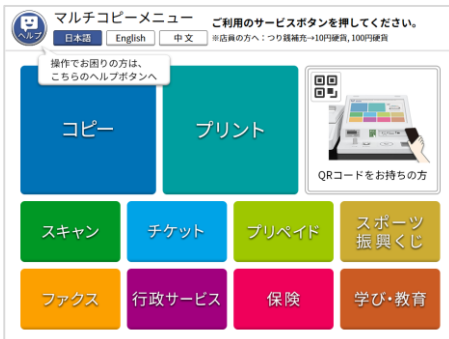 マルチコピーメニュー
ご利用のサービスボタンを押してください。
ヘルプ
日本語
English
中文
※店員の方へ:つり銭補充→10円硬貨, 100円硬貨
操作でお困りの方は、
こちらのヘルプボタンへ
コピー
プリント
QRコードをお持ちの方
スキャン
チケット
プリペイド
スポーツ
振興くじ
ファクス
行政サービス
保険
学び・教育